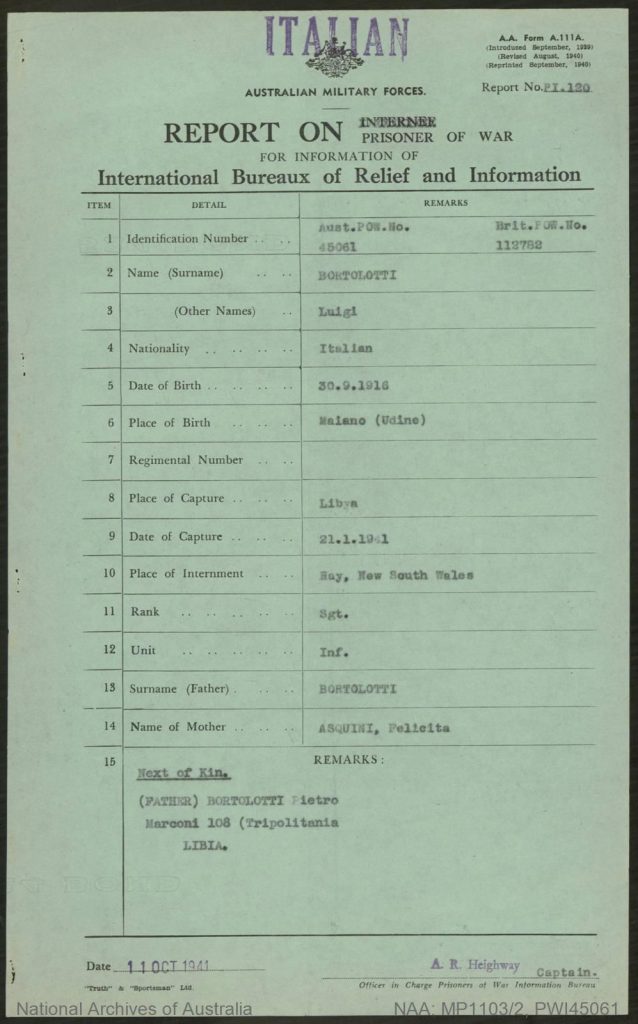 ITALIAN
A.A. Form A.111A.
(Introduced September, 1939)
(Revised August, 1940)
(Reprinted September, 1940)
AUSTRALIAN MILITARY FORCES.
Report No. PI.120
REPORT ON INTERNEE
PRISONER OF WAR
FOR INFORMATION OF
International Bureaux of Relief and Information
ITEM DETAIL REMARKS
1 Identification Number .. .. Aust.POW.No. Brit.POW.No.
45061 112782
2 Name (Surname) .. .. BORTOLOTTI
3 (Other Names) .. Luigi
4 Nationality .. .. .. .. Italian
5 Date of Birth .. .. .. .. 30.9.1916
6 Place of Birth .. .. .. Maiano (Udine)
7 Regimental Number .. ..
8 Place of Capture .. .. .. Libya
9 Date of Capture .. .. .. 21.1.1941
10 Place of Internment .. .. Hay, New South Wales
11 Rank .. .. .. .. .. Sgt.
12 Unit .. .. .. .. .. Inf.
13 Surname (Father) . .. .. BORTOLOTTI
14 Name of Mother .. .. .. ASQUINI, Felicita
15 REMARKS :
Next of Kin.
(FATHER) BORTOLOTTI Pietro
Marconi 108 (Tripolitania
LIBIA.
Date 11 OCT 1941
A. R. Heighway Captain.
Officer in Charge Prisoners of War Information Bureau
"Truth" & "Sportsman" Ltd.
National Archives of Australia NAA: MP1103/2, PWI45061